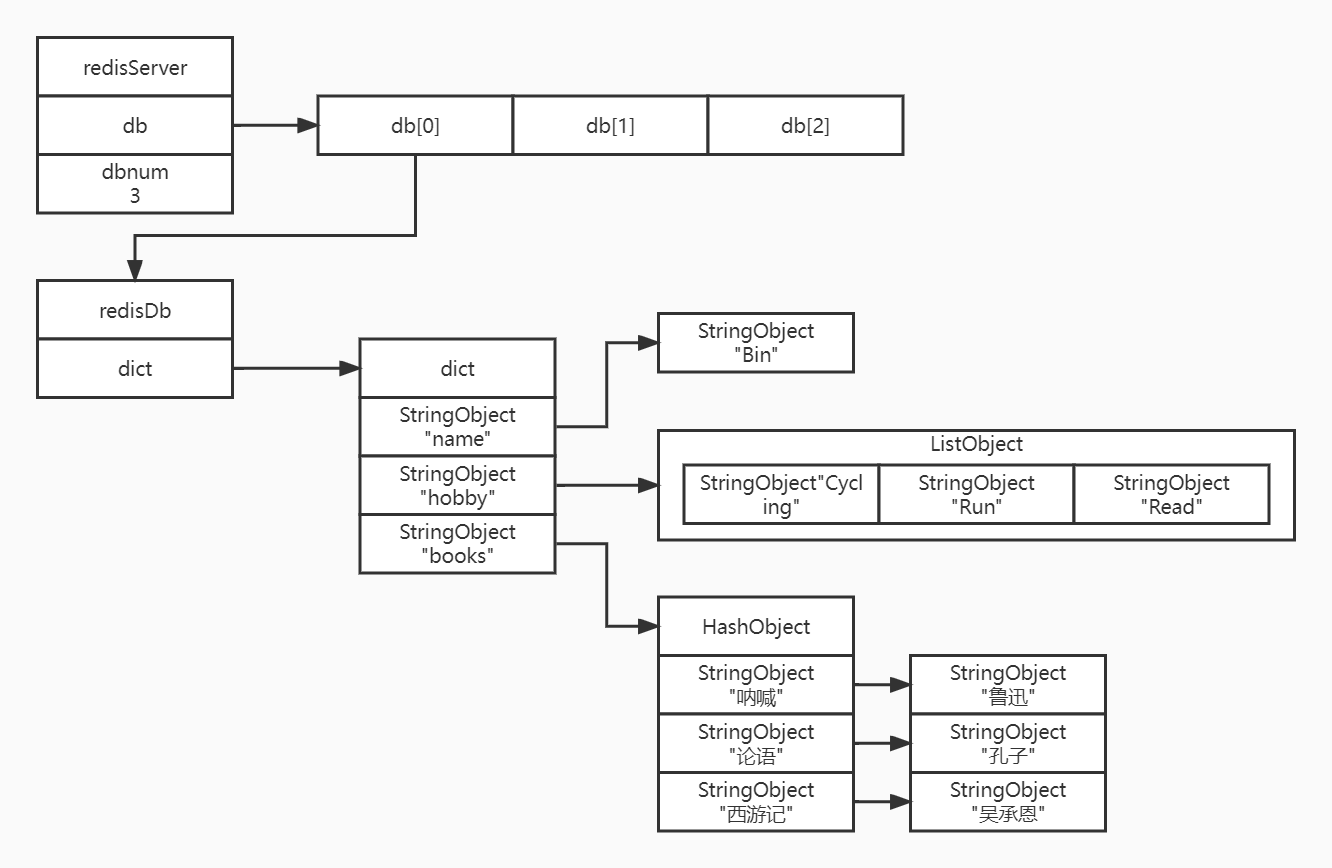 redisServer
db
dbnum
3
db[0]
db[1]
db[2]
redisDb
dict
dict
StringObject
"name"
StringObject
"hobby"
StringObject
"books"
StringObject
"Bin"
ListObject
StringObject"Cycl
ing"
StringObject
"Run"
StringObject
"Read"
HashObject
StringObject
"呐喊"
StringObject
"鲁迅"
StringObject
"论语"
StringObject
"孔子"
StringObject
"西游记"
StringObject
"吴承恩"